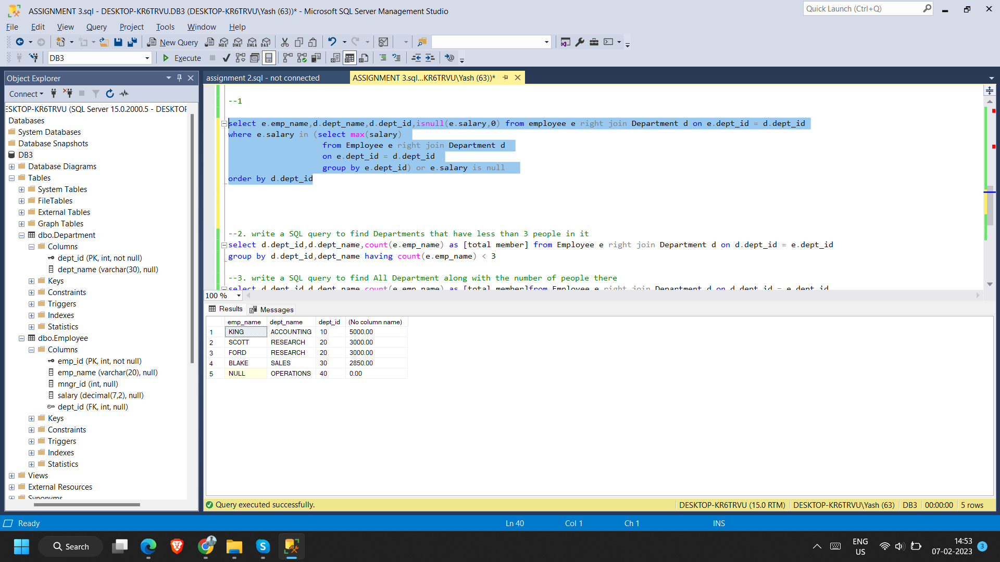 ASSIGNMENT 3.sql - DESKTOP-KR6TRVU.DB3 (DESKTOP-KR6TRVU\Yash (63))* - Microsoft SQL Server Management Studio
Quick Launch (Ctrl+Q)
File Edit View Query Project Tools Window Help
New Query MDX DMX XMLA DAX
DB3 Execute
Object Explorer
assignment 2.sql - not connected
ASSIGNMENT 3.sql...KR6TRVU\Yash (63))*
Connect
ESKTOP-KR6TRVU (SQL Server 15.0.2000.5 - DESKTOP
Databases
System Databases
Database Snapshots
DB3
Database Diagrams
Tables
System Tables
FileTables
External Tables
Graph Tables
dbo.Department
Columns
dept_id (PK, int, not null)
dept_name (varchar(30), null)
Keys
Constraints
Triggers
Indexes
Statistics
dbo.Employee
Columns
emp_id (PK, int, not null)
emp_name (varchar(20), null)
mngr_id (int, null)
salary (decimal(7,2), null)
dept_id (FK, int, null)
Keys
Constraints
Triggers
Indexes
Statistics
Views
External Resources
Synonyms
--1
select e.emp_name,d.dept_name,d.dept_id,isnull(e.salary,0) from employee e right join Department d on e.dept_id = d.dept_id
where e.salary in (select max(salary)
from Employee e right join Department d
on e.dept_id = d.dept_id
group by e.dept_id) or e.salary is null
order by d.dept_id
--2. write a SQL query to find Departments that have less than 3 people in it
select d.dept_id,d.dept_name,count(e.emp_name) as [total member] from Employee e right join Department d on d.dept_id = e.dept_id
group by d.dept_id,dept_name having count(e.emp_name) < 3
--3. write a SQL query to find All Department along with the number of people there
select d.dept_id,d.dept_name,count(e.emp_name) as [total member]from Employee e right join Department d on d.dept_id = e.dept_id
100 %
Results Messages
emp_name dept_name dept_id (No column name)
1 KING ACCOUNTING 10 5000.00
2 SCOTT RESEARCH 20 3000.00
3 FORD RESEARCH 20 3000.00
4 BLAKE SALES 30 2850.00
5 NULL OPERATIONS 40 0.00
Query executed successfully.
DESKTOP-KR6TRVU (15.0 RTM) DESKTOP-KR6TRVU\Yash (63) DB3 00:00:00 5 rows
Ready Ln 40 Col 1 Ch 1 INS
Search
ENG
US
14:53
07-02-2023
3